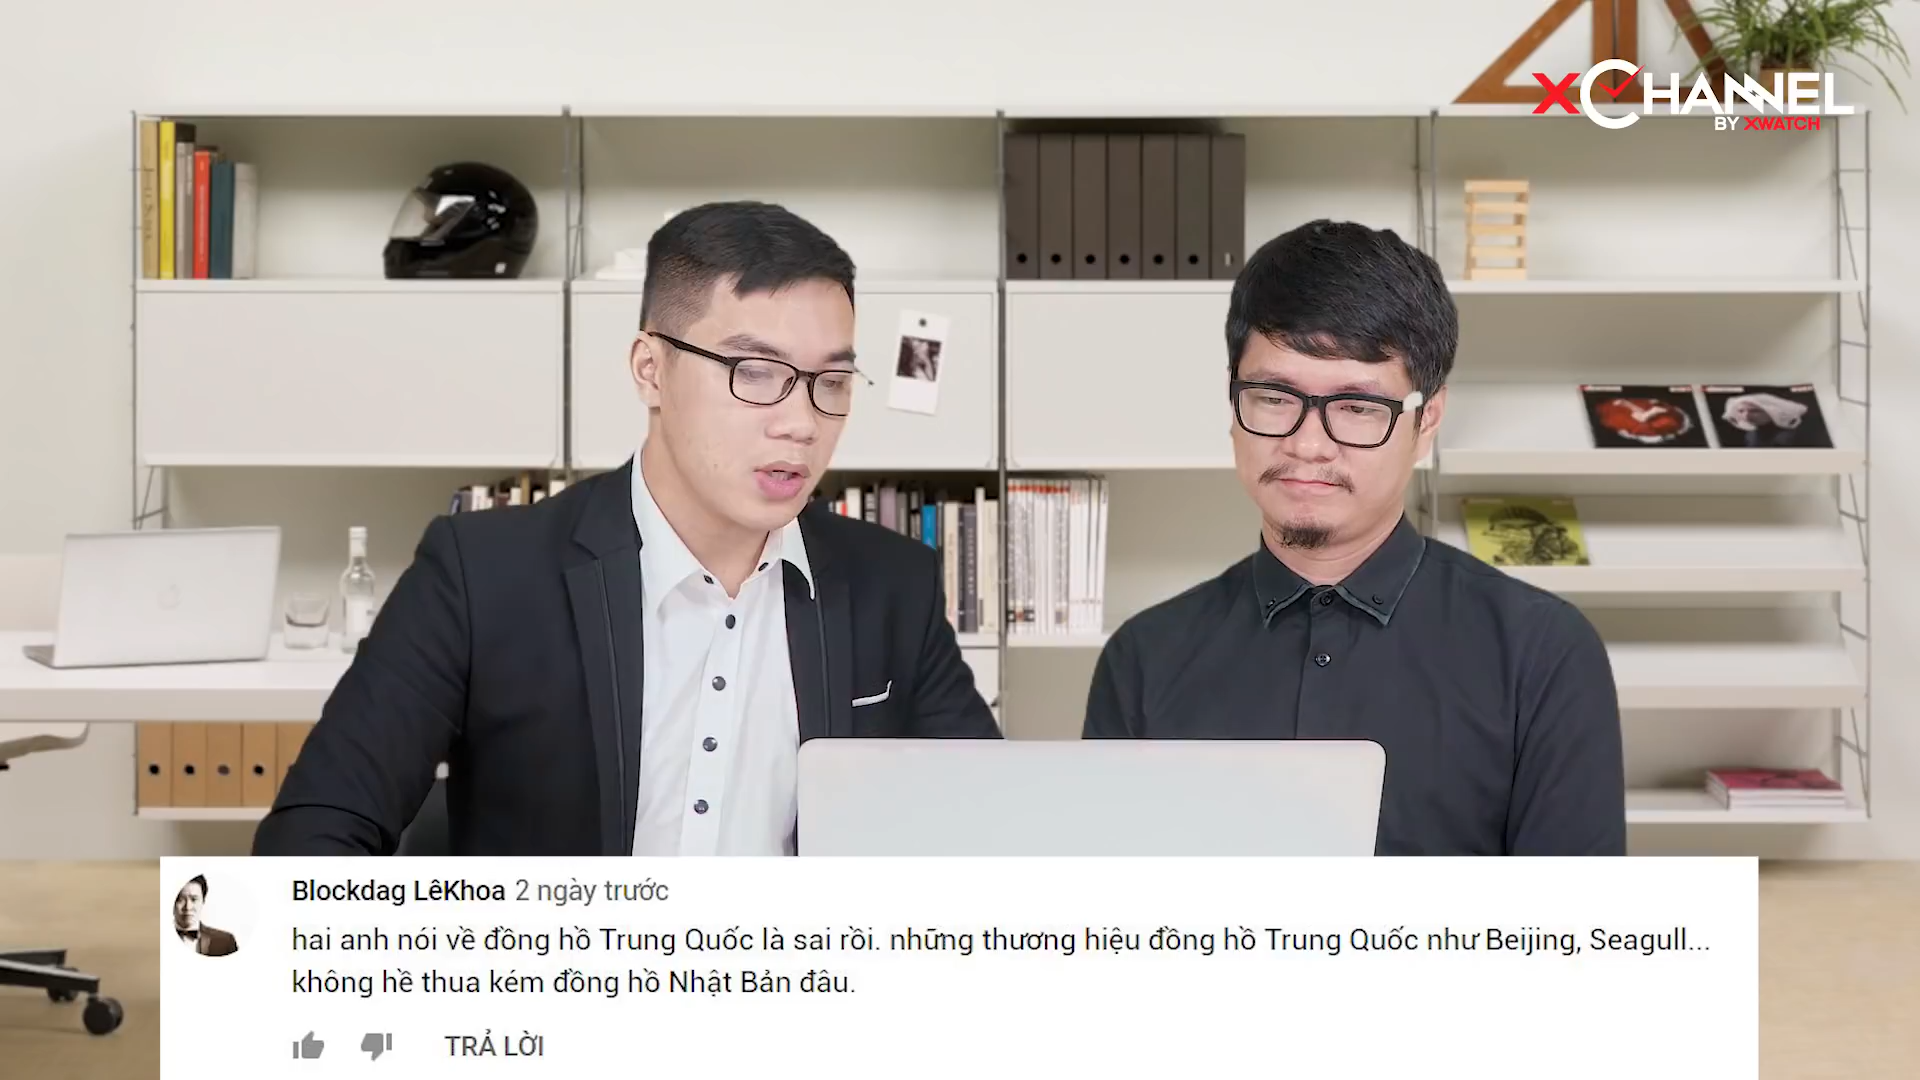 XCHANNEL
BY XWATCH
Blockdag LêKhoa 2 ngày trước
hai anh nói về đồng hồ Trung Quốc là sai rồi. những thương hiệu đồng hồ Trung Quốc như Beijing, Seagull...
không hề thua kém đồng hồ Nhật Bản đâu.
TRẢ LỜI